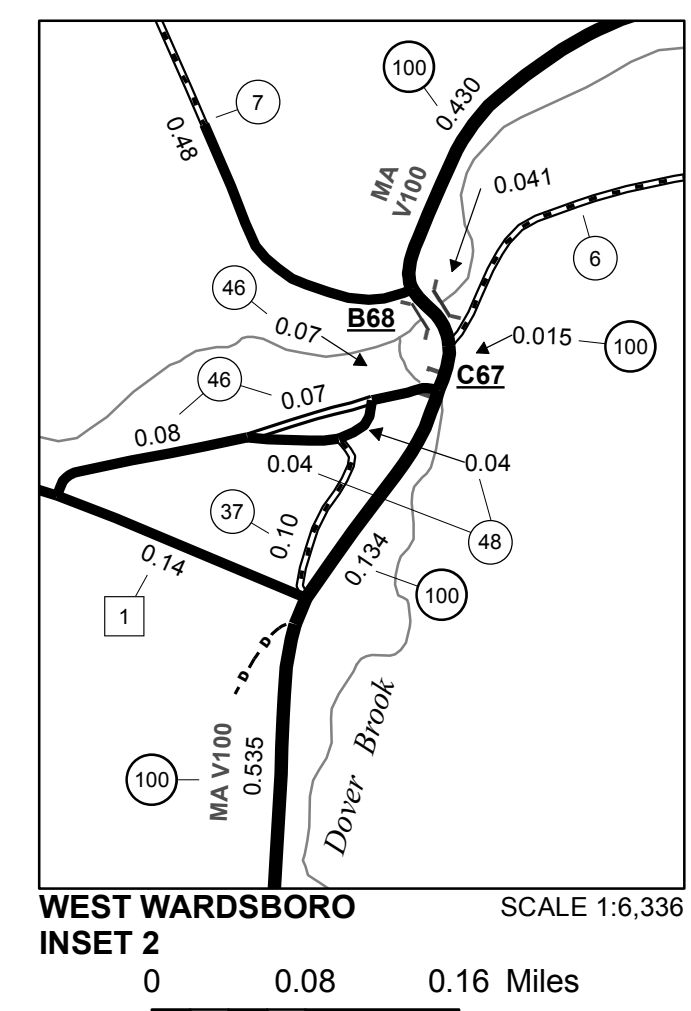 100
0.430
7
0.48
MA
V100
0.041
6
46
0.07
B68
0.015
100
C67
46
0.07
0.08
0.04
0.04
37
0.10
48
0.134
0.14
100
1
D
D
Dover Brook
MA V100
0.535
100
WEST WARDSBORO
INSET 2
SCALE 1:6,336
0 0.08 0.16 Miles